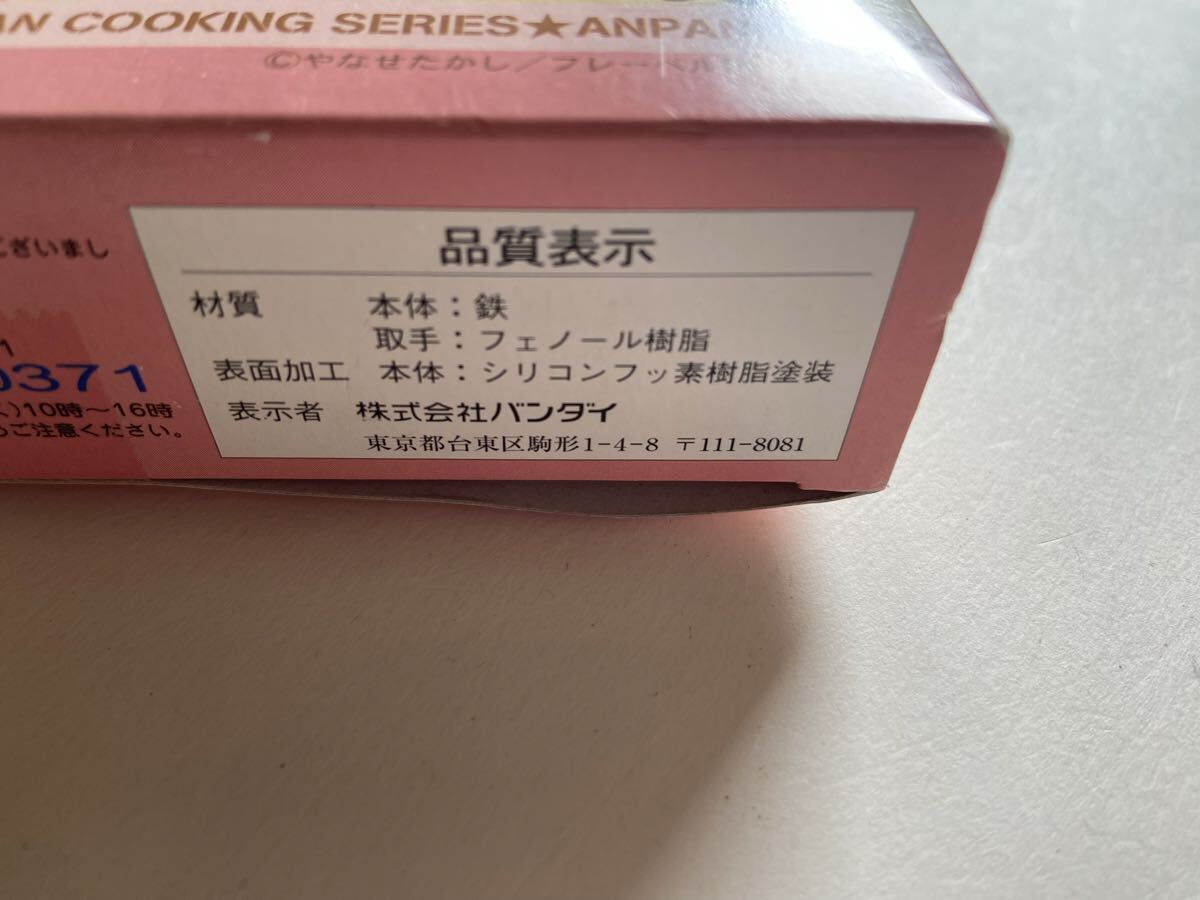 AN COOKING SERIES★ANPAN
©やなせたかし/フレーベル
ございまし
1
0371
)10時〜16時
ご注意ください。
品質表示
材質 本体：鉄
取手：フェノール樹脂
表面加工 本体：シリコンフッ素樹脂塗装
表示者 株式会社バンダイ
東京都台東区駒形1-4-8 〒111-8081